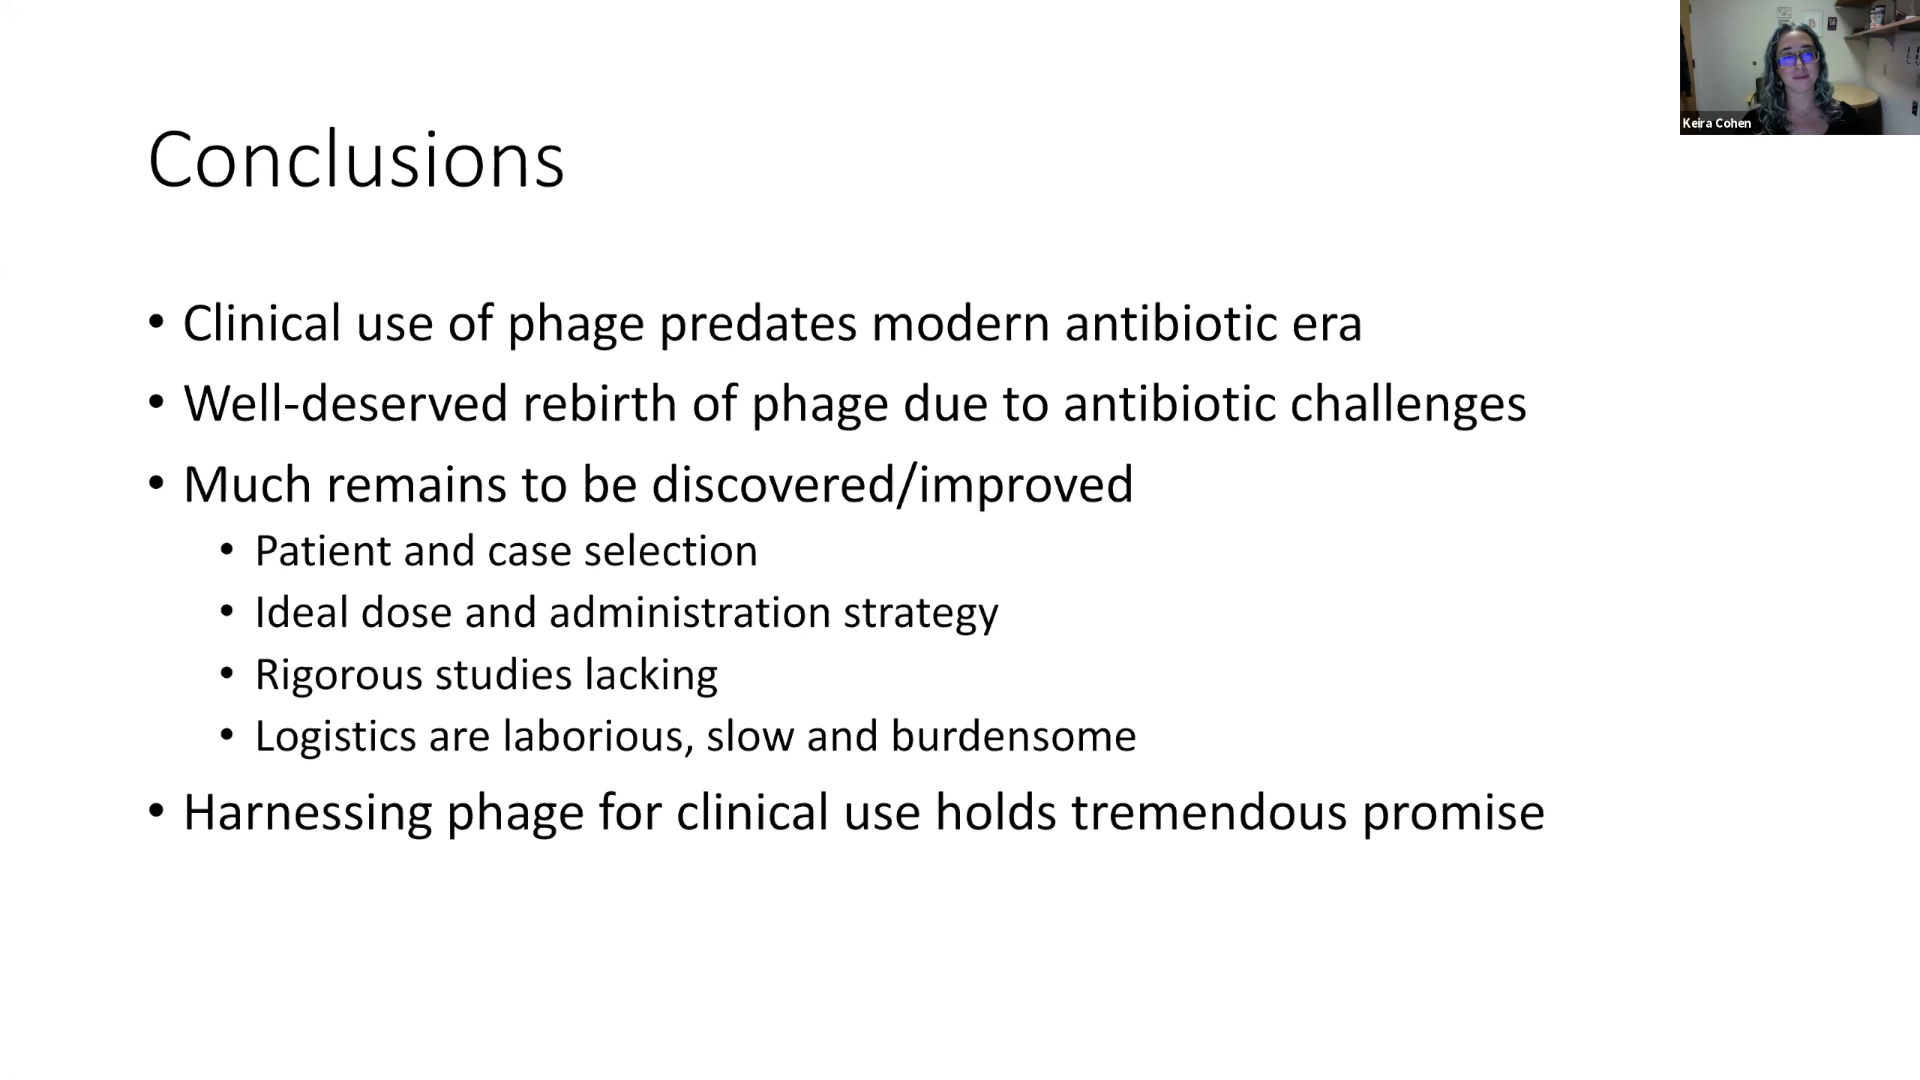 Keira Cohen
Conclusions
• Clinical use of phage predates modern antibiotic era
• Well-deserved rebirth of phage due to antibiotic challenges
• Much remains to be discovered/improved
• Patient and case selection
• Ideal dose and administration strategy
• Rigorous studies lacking
• Logistics are laborious, slow and burdensome
• Harnessing phage for clinical use holds tremendous promise